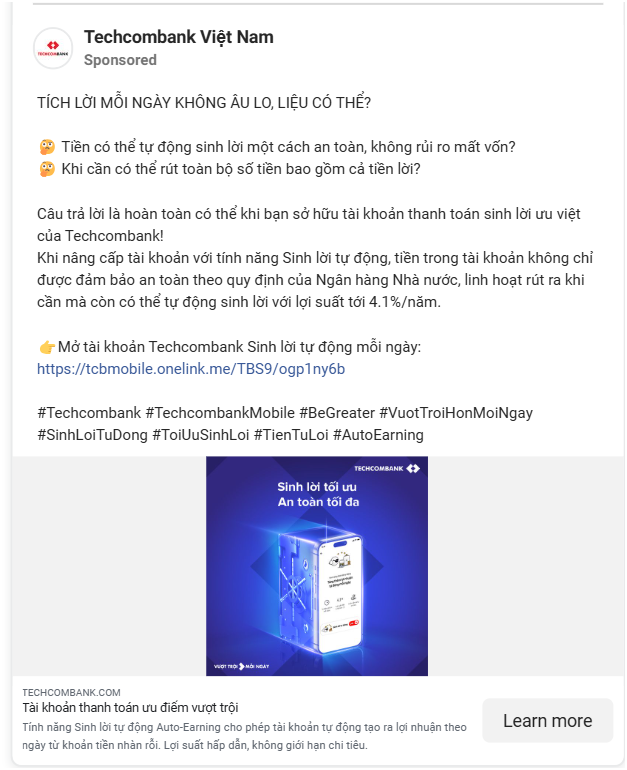 Techcombank Việt Nam
Sponsored
TÍCH LỜI MỖI NGÀY KHÔNG ÂU LO, LIỆU CÓ THỂ?
🤔 Tiền có thể tự động sinh lời một cách an toàn, không rủi ro mất vốn?
🤔 Khi cần có thể rút toàn bộ số tiền bao gồm cả tiền lời?
Câu trả lời là hoàn toàn có thể khi bạn sở hữu tài khoản thanh toán sinh lời ưu việt
của Techcombank!
Khi nâng cấp tài khoản với tính năng Sinh lời tự động, tiền trong tài khoản không chỉ
được đảm bảo an toàn theo quy định của Ngân hàng Nhà nước, linh hoạt rút ra khi
cần mà còn có thể tự động sinh lời với lợi suất tới 4.1%/năm.
👉Mở tài khoản Techcombank Sinh lời tự động mỗi ngày:
https://tcbmobile.onelink.me/TBS9/ogp1ny6b
#Techcombank #TechcombankMobile #BeGreater #VuotTroiHonMoiNgay
#SinhLoiTuDong #ToiUuSinhLoi #TienTuLoi #AutoEarning
TECHCOMBANK
Sinh lời tối ưu
An toàn tối đa
VƯỢT TRỘI MỖI NGÀY
TECHCOMBANK.COM
Tài khoản thanh toán ưu điểm vượt trội
Tính năng Sinh lời tự động Auto-Earning cho phép tài khoản tự động tạo ra lợi nhuận theo
ngày từ khoản tiền nhàn rỗi. Lợi suất hấp dẫn, không giới hạn chi tiêu.
Learn more